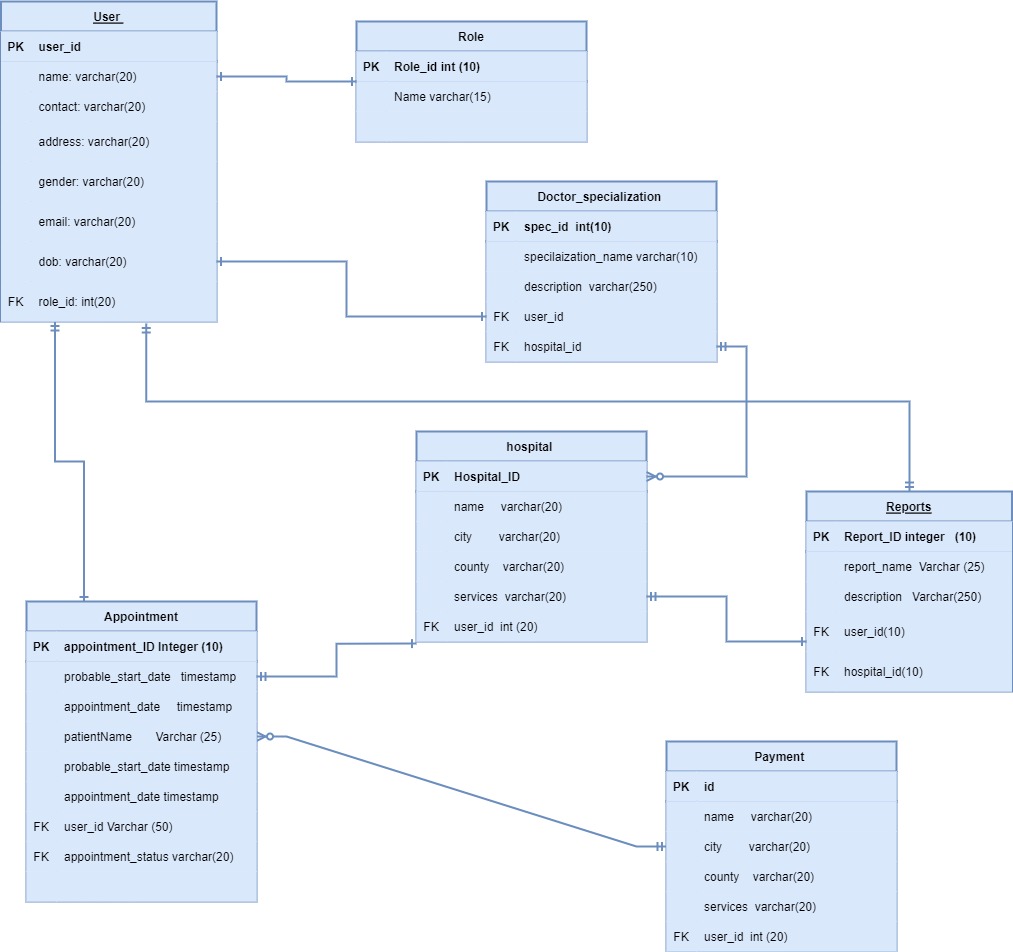 User
PK user_id
name: varchar(20)
contact: varchar(20)
address: varchar(20)
gender: varchar(20)
email: varchar(20)
dob: varchar(20)
FK role_id: int(20)
Role
PK Role_id int (10)
Name varchar(15)
Doctor_specialization
PK spec_id int(10)
specilaization_name varchar(10)
description varchar(250)
FK user_id
FK hospital_id
hospital
PK Hospital_ID
name varchar(20)
city varchar(20)
county varchar(20)
services varchar(20)
FK user_id int (20)
Reports
PK Report_ID integer (10)
report_name Varchar (25)
description Varchar(250)
FK user_id(10)
FK hospital_id(10)
Appointment
PK appointment_ID Integer (10)
probable_start_date timestamp
appointment_date timestamp
patientName Varchar (25)
probable_start_date timestamp
appointment_date timestamp
FK user_id Varchar (50)
FK appointment_status varchar(20)
Payment
PK id
name varchar(20)
city varchar(20)
county varchar(20)
services varchar(20)
FK user_id int (20)